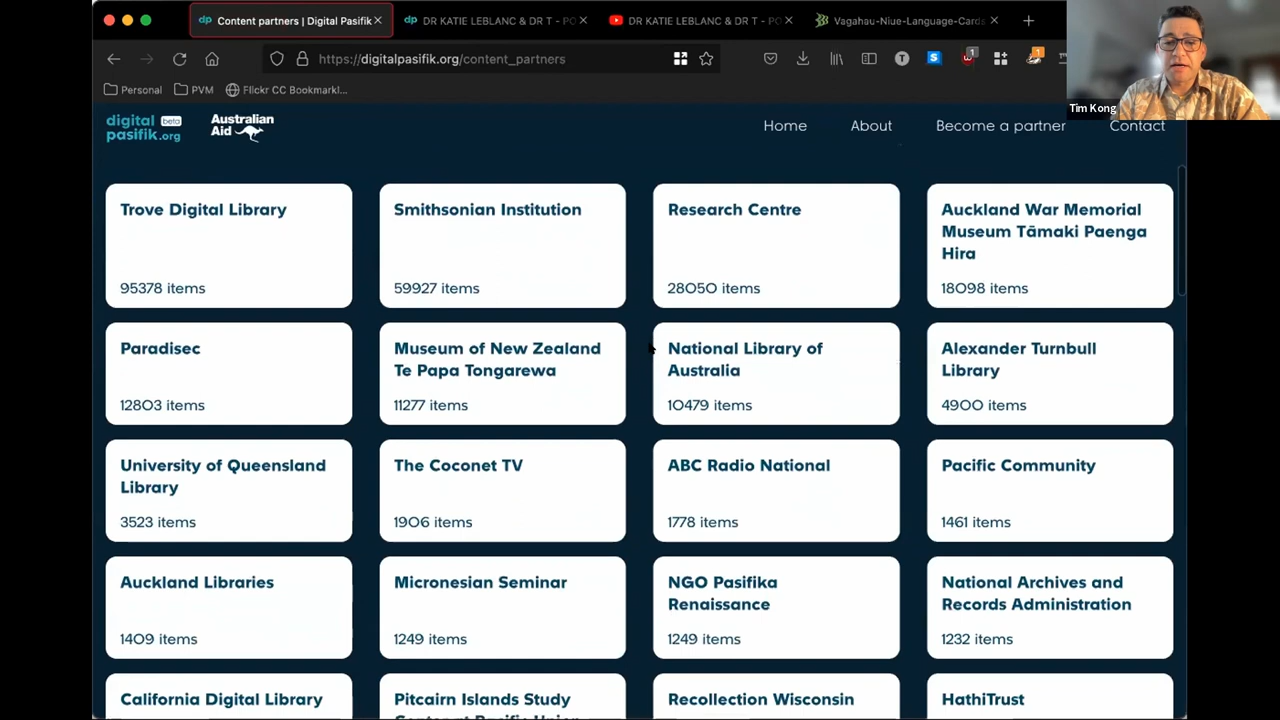 Content partners | Digital Pasifik
DR KATIE LEBLANC & DR T - PO
DR KATIE LEBLANC & DR T - PO
Vagahau-Niue-Language-Cards
https://digitalpasifik.org/content_partners
1
1
Personal
PVM
Flickr CC Bookmarkl...
Tim Kong
digital beta
pasifik.org
Australian
Aid
Home
About
Become a partner
Contact
Trove Digital Library
95378 items
Smithsonian Institution
59927 items
Research Centre
28050 items
Auckland War Memorial
Museum Tāmaki Paenga
Hira
18098 items
Paradisec
12803 items
Museum of New Zealand
Te Papa Tongarewa
11277 items
National Library of
Australia
10479 items
Alexander Turnbull
Library
4900 items
University of Queensland
Library
3523 items
The Coconet TV
1906 items
ABC Radio National
1778 items
Pacific Community
1461 items
Auckland Libraries
1409 items
Micronesian Seminar
1249 items
NGO Pasifika
Renaissance
1249 items
National Archives and
Records Administration
1232 items
California Digital Library
Pitcairn Islands Study
Recollection Wisconsin
HathiTrust